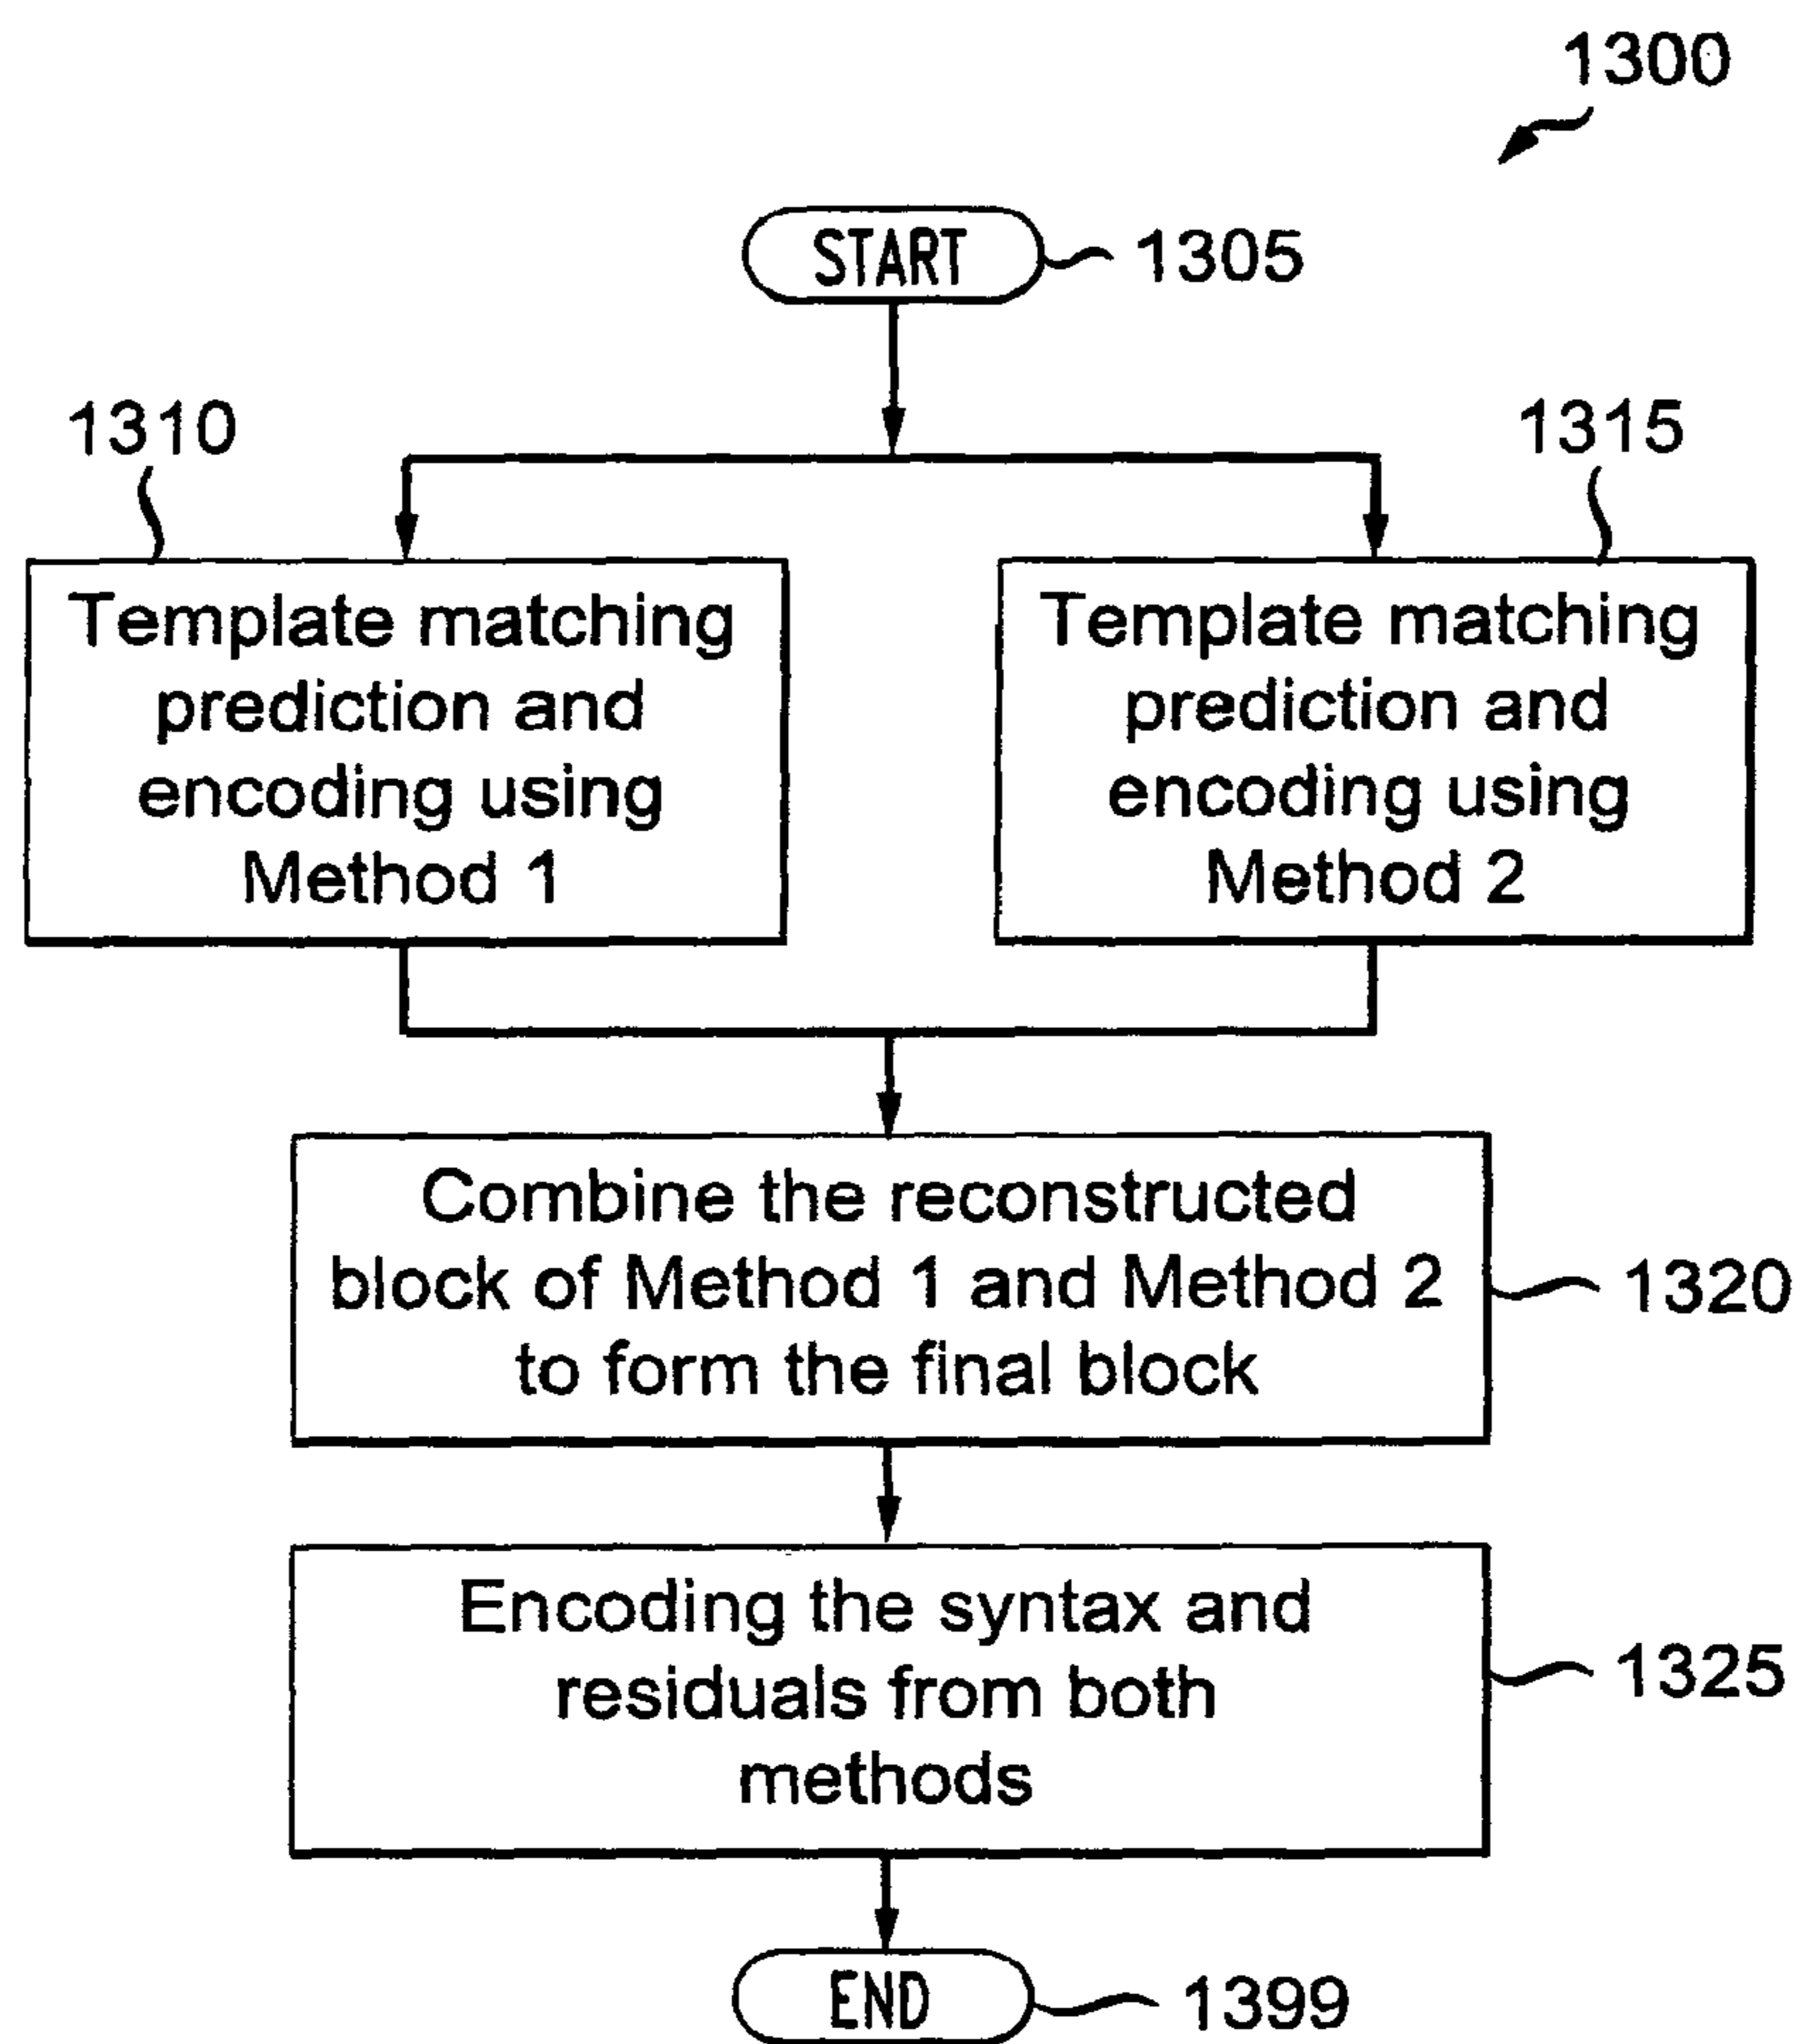 1300
START
1305
1310
1315
Template matching
prediction and
encoding using
Method 1
Template matching
prediction and
encoding using
Method 2
Combine the reconstructed
block of Method 1 and Method 2
to form the final block
1320
Encoding the syntax and
residuals from both
methods
1325
END
1399